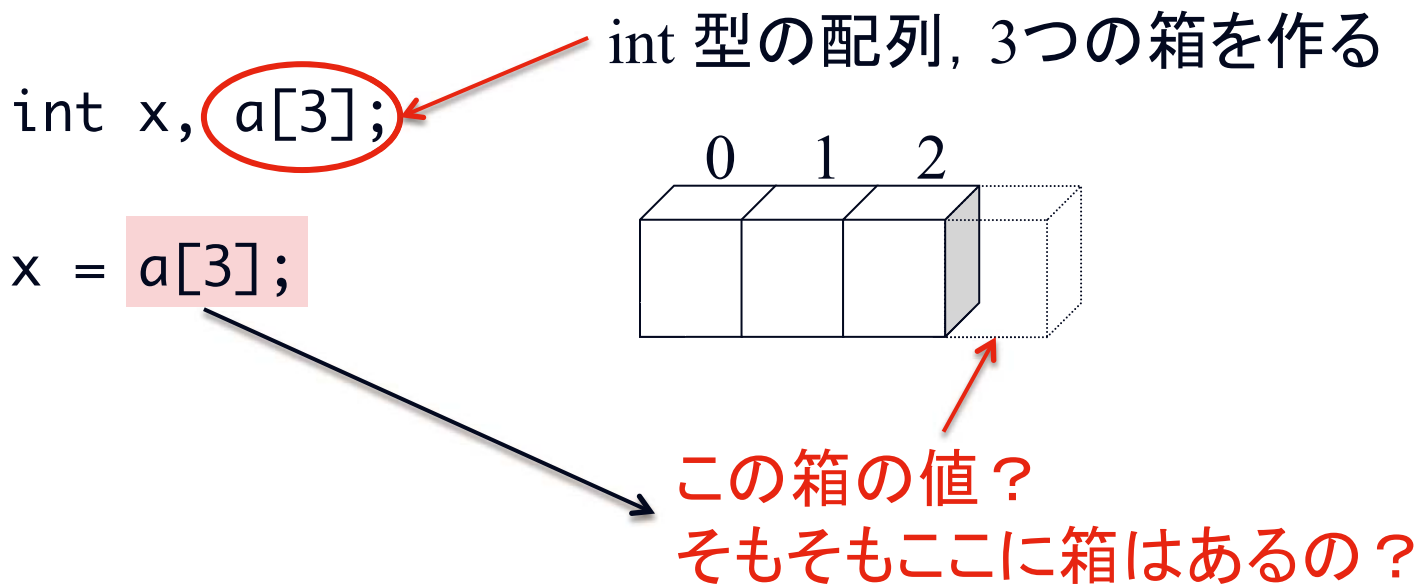 int 型の配列, 3つの箱を作る
int x, a[3];
0 1 2
x = a[3];
この箱の値？
そもそもここに箱はあるの？